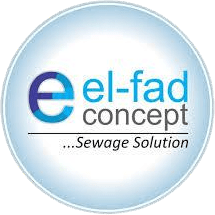 e el-fad
concept
...Sewage Solution